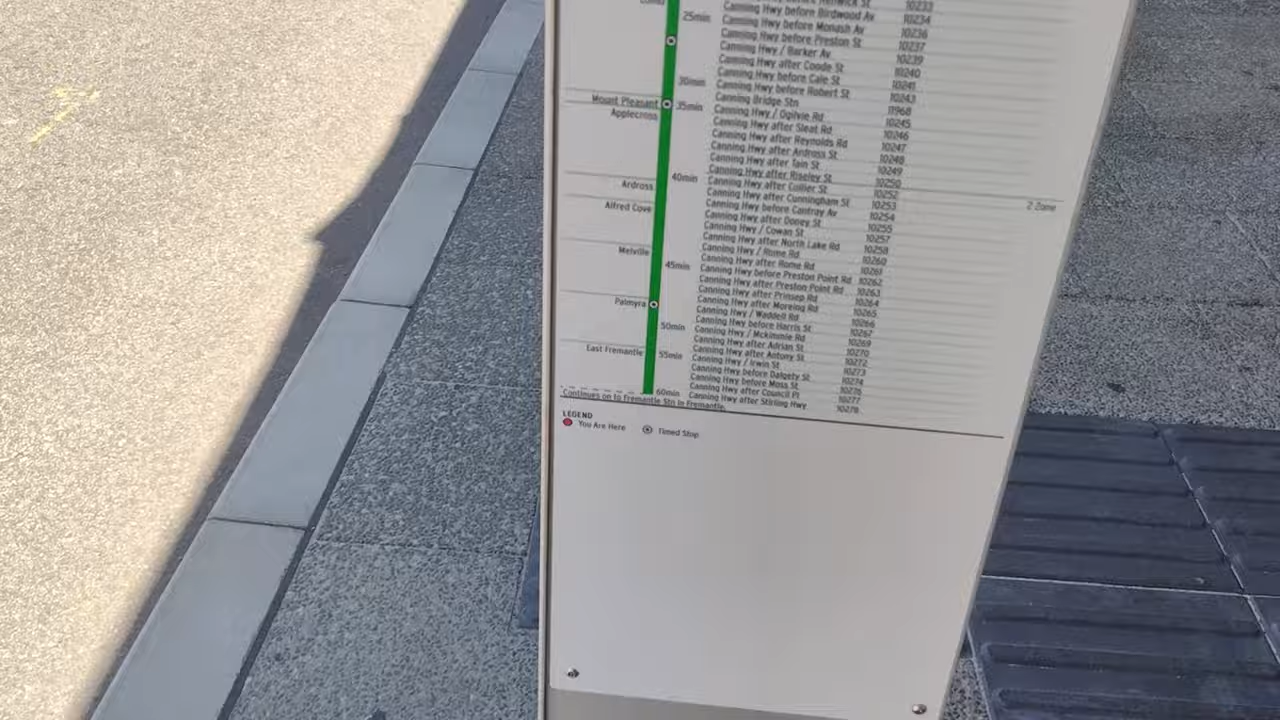 25min
Canning Hwy before Birdwood Av 10234
Canning Hwy before Monash Av 10236
Canning Hwy before Preston St 10237
Canning Hwy / Barker Av 10239
Canning Hwy after Coode St 10240
Canning Hwy before Cale St 10241
30min Canning Hwy before Robert St 10243
Mount Pleasant 35min Canning Bridge Stn 11968
Applecross Canning Hwy / Ogilvie Rd 10245
Canning Hwy after Sleat Rd 10246
Canning Hwy after Reynolds Rd 10247
Canning Hwy after Ardross St 10248
Canning Hwy after Tain St 10249
40min Canning Hwy after Riseley St 10250
Ardross Canning Hwy after Collier St 10252
Canning Hwy after Cunningham St 10253
2 Zone
Alfred Cove Canning Hwy before Cantray Av 10254
Canning Hwy after Doney St 10255
Canning Hwy / Cowan St 10257
Canning Hwy after North Lake Rd 10258
Melville Canning Hwy / Rome Rd 10260
Canning Hwy after Rome Rd 10261
45min Canning Hwy before Preston Point Rd 10262
Canning Hwy after Preston Point Rd 10263
Canning Hwy after Prinsep Rd 10264
Palmyra Canning Hwy after Moreing Rd 10265
Canning Hwy / Waddell Rd 10266
50min Canning Hwy before Harris St 10267
Canning Hwy / Mckimmie Rd 10269
Canning Hwy after Adrian St 10270
East Fremantle 55min Canning Hwy after Antony St 10272
Canning Hwy / Irwin St 10273
Canning Hwy before Dalgety St 10274
Canning Hwy before Moss St 10276
Canning Hwy after Council Pl 10277
60min Canning Hwy after Stirling Hwy 10278
Continues on to Fremantle Stn in Fremantle.
LEGEND
You Are Here Timed Stop